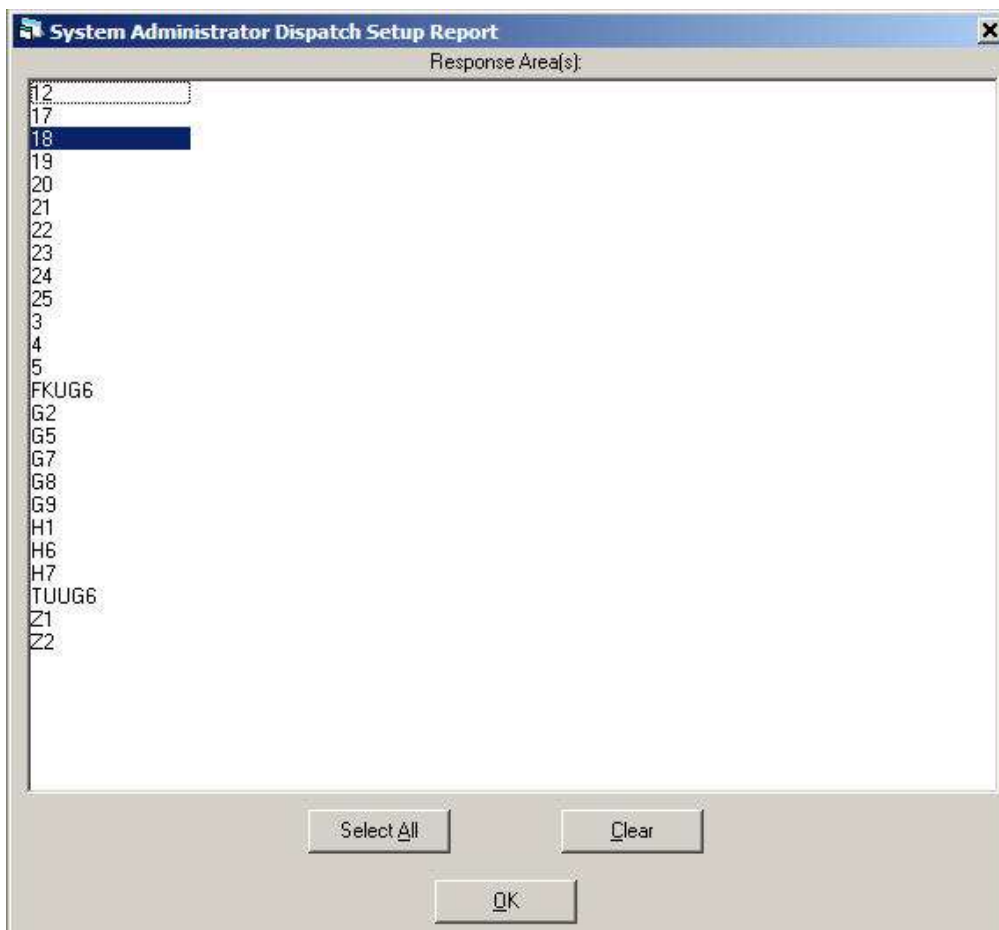 System Administrator Dispatch Setup Report
Response Area(s):
12
17
18
19
20
21
22
23
24
25
3
4
5
FKUG6
G2
G5
G7
G8
G9
H1
H6
H7
TUUG6
Z1
Z2
Select All
Clear
OK